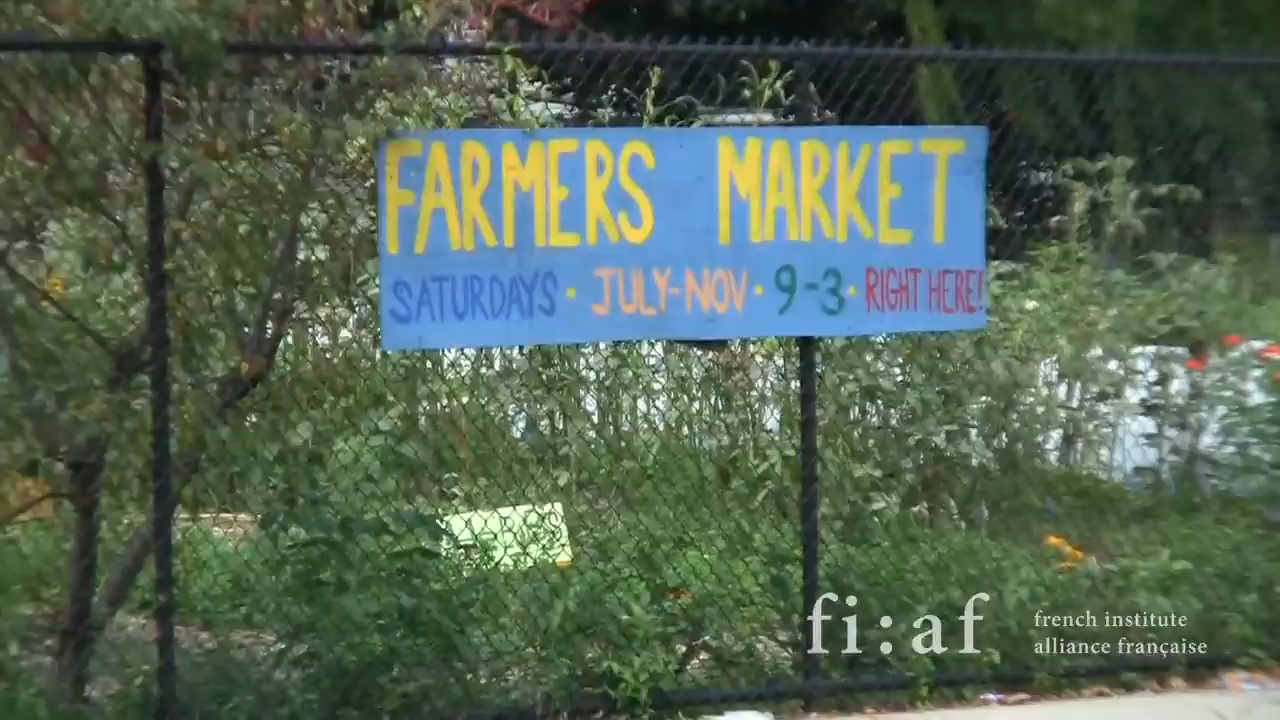 FARMERS MARKET
SATURDAYS · JULY-NOV · 9-3 · RIGHT HERE!
fi:af
french institute
alliance française